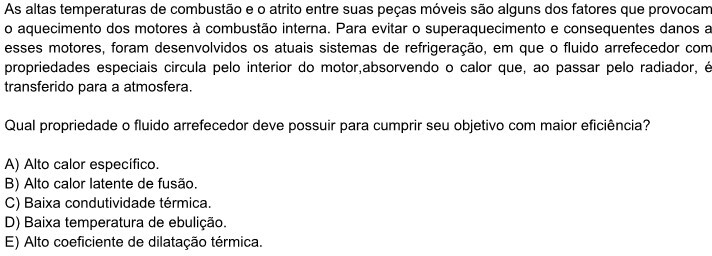 As altas temperaturas de combustão e o atrito entre suas peças móveis são alguns dos fatores que provocam
o aquecimento dos motores à combustão interna. Para evitar o superaquecimento e consequentes danos a
esses motores, foram desenvolvidos os atuais sistemas de refrigeração, em que o fluido arrefecedor com
propriedades especiais circula pelo interior do motor,absorvendo o calor que, ao passar pelo radiador, é
transferido para a atmosfera.
Qual propriedade o fluido arrefecedor deve possuir para cumprir seu objetivo com maior eficiência?
A) Alto calor específico.
B) Alto calor latente de fusão.
C) Baixa condutividade térmica.
D) Baixa temperatura de ebulição.
E) Alto coeficiente de dilatação térmica.